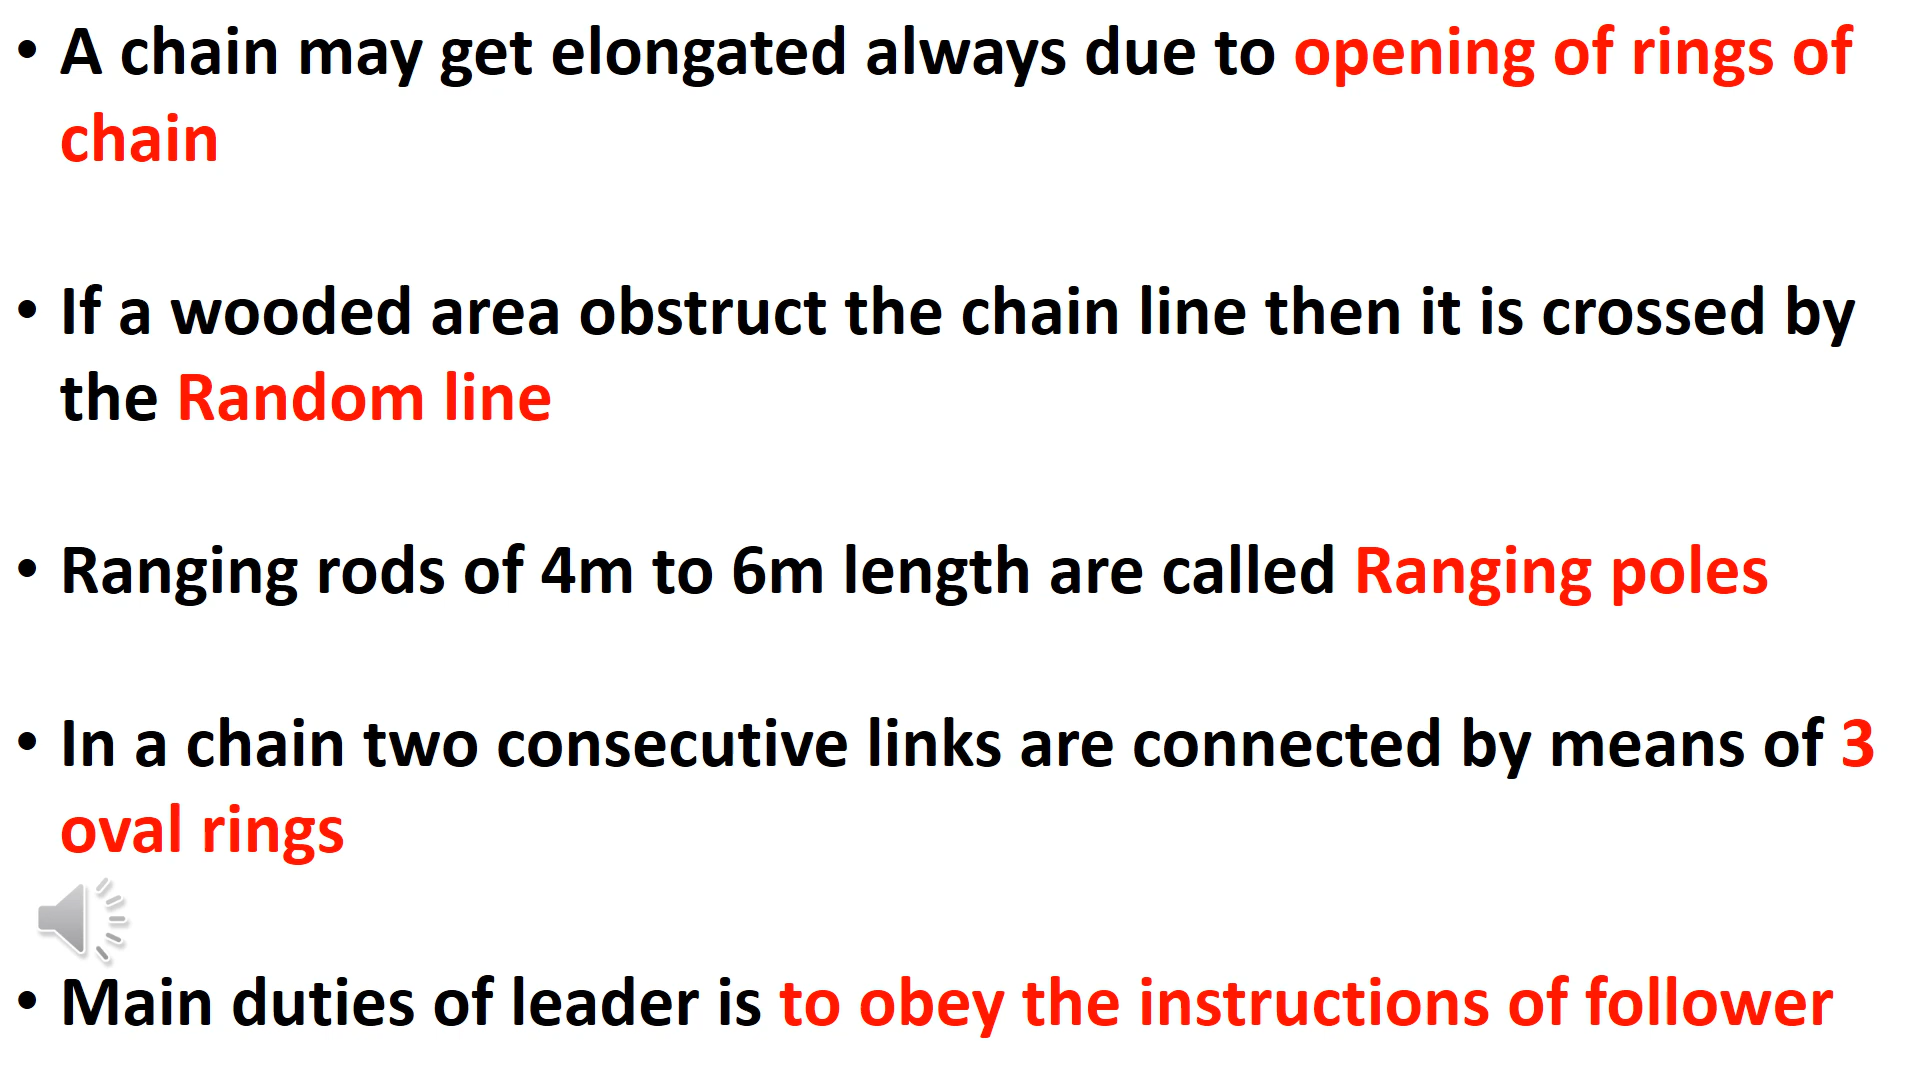 • A chain may get elongated always due to opening of rings of
chain
• If a wooded area obstruct the chain line then it is crossed by
the Random line
• Ranging rods of 4m to 6m length are called Ranging poles
• In a chain two consecutive links are connected by means of 3
oval rings
• Main duties of leader is to obey the instructions of follower